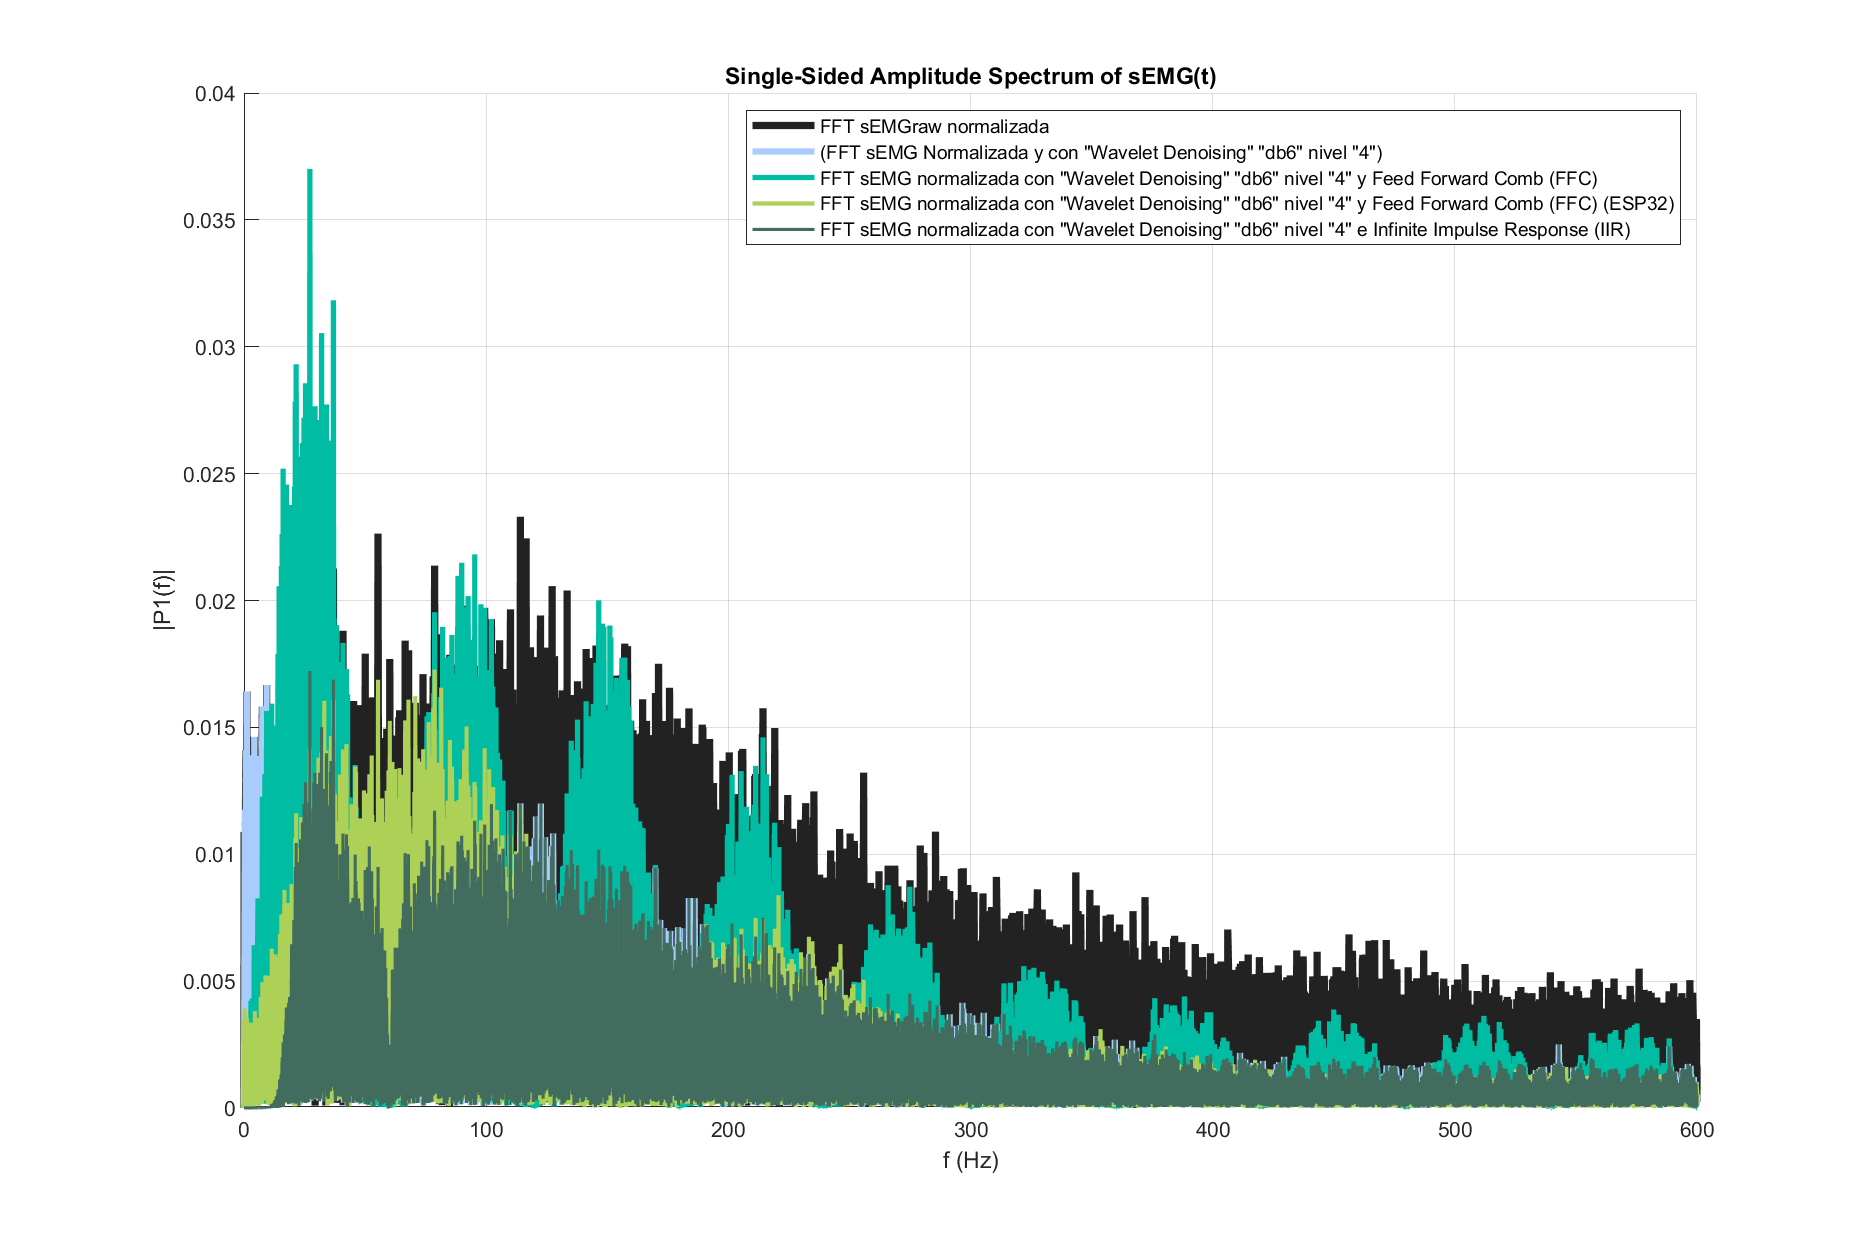 Single-Sided Amplitude Spectrum of sEMG(t)
FFT sEMGraw normalizada
(FFT sEMG Normalizada y con "Wavelet Denoising" "db6" nivel "4")
FFT sEMG normalizada con "Wavelet Denoising" "db6" nivel "4" y Feed Forward Comb (FFC)
FFT sEMG normalizada con "Wavelet Denoising" "db6" nivel "4" y Feed Forward Comb (FFC) (ESP32)
FFT sEMG normalizada con "Wavelet Denoising" "db6" nivel "4" e Infinite Impulse Response (IIR)
|P1(f)|
0.04
0.035
0.03
0.025
0.02
0.015
0.01
0.005
0
0 100 200 300 400 500 600
f (Hz)